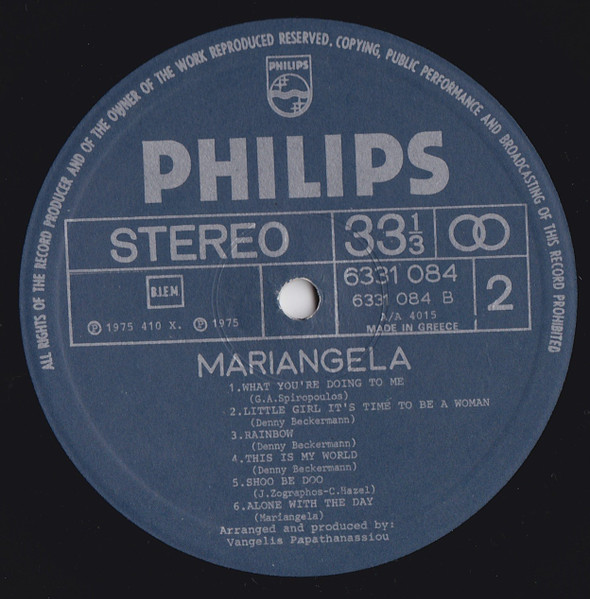 ALL RIGHTS OF THE RECORD PRODUCER AND OF THE OWNER OF THE WORK REPRODUCED RESERVED. COPYING, PUBLIC PERFORMANCE AND BROADCASTING OF THIS RECORD PROHIBITED
PHILIPS
PHILIPS
STEREO
33 1/3
6331 084
B.I.E.M
6331 084 B
2
A/A 4015
Ⓟ 1975 410 X. Ⓟ 1975
MADE IN GREECE
MARIANGELA
1.WHAT YOU'RE DOING TO ME
(G.A.Spiropoulos)
2.LITTLE GIRL IT'S TIME TO BE A WOMAN
(Denny Beckermann)
3.RAINBOW
(Denny Beckermann)
4.THIS IS MY WORLD
(Denny Beckermann)
5.SHOO BE DOO
(J.Zographos-C.Hazel)
6.ALONE WITH THE DAY
(Mariangela)
Arranged and produced by:
Vangelis Papathanassiou